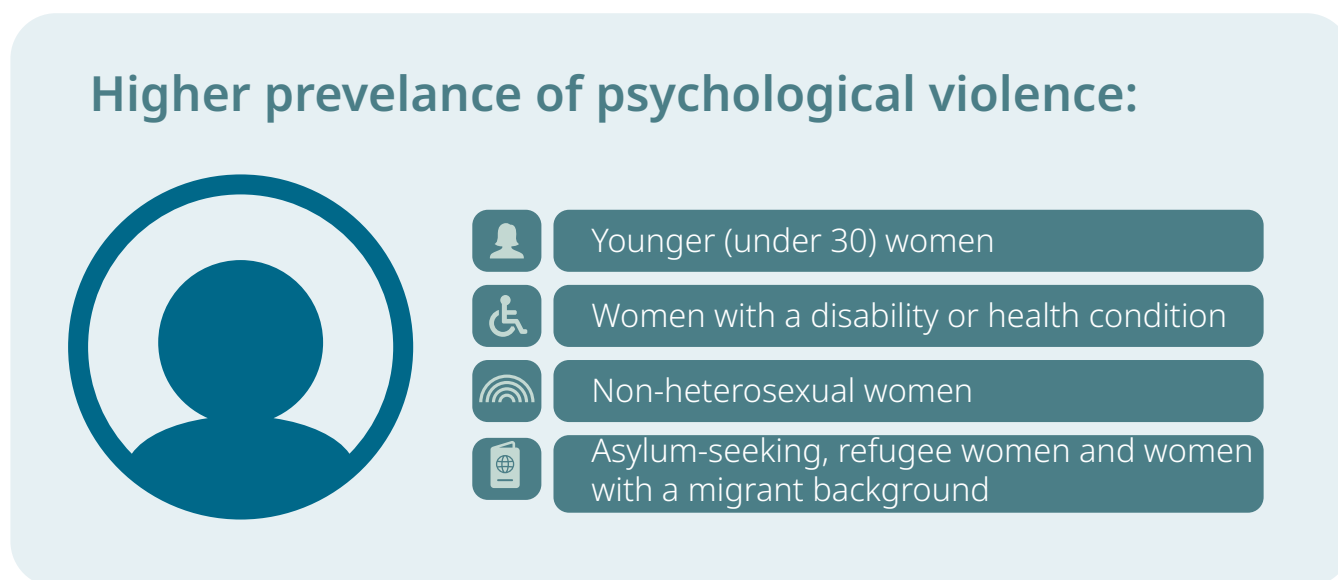 Higher prevelance of psychological violence:
Younger (under 30) women
Women with a disability or health condition
Non-heterosexual women
Asylum-seeking, refugee women and women
with a migrant background